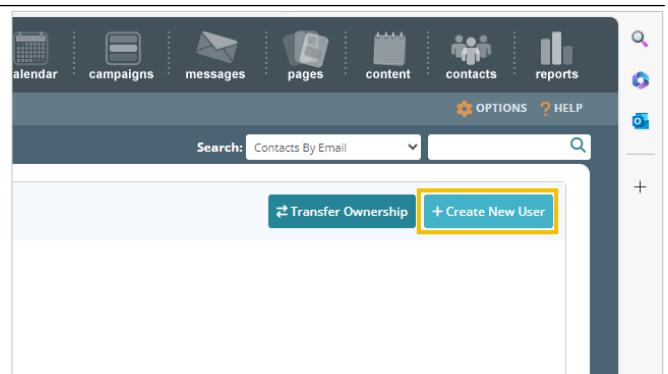 alendar campaigns messages pages content contacts reports
OPTIONS ? HELP
Search: Contacts By Email
Transfer Ownership + Create New User